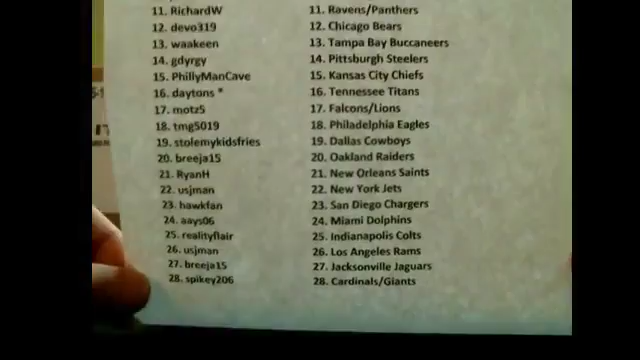 11. RichardW 11. Ravens/Panthers
12. devo319 12. Chicago Bears
13. waakeen 13. Tampa Bay Buccaneers
14. gdyrgy 14. Pittsburgh Steelers
15. PhillyManCave 15. Kansas City Chiefs
16. daytons * 16. Tennessee Titans
17. motz5 17. Falcons/Lions
18. tmg5019 18. Philadelphia Eagles
19. stolemykidsfries 19. Dallas Cowboys
20. breeja15 20. Oakland Raiders
21. RyanH 21. New Orleans Saints
22. usjman 22. New York Jets
23. hawkfan 23. San Diego Chargers
24. aays06 24. Miami Dolphins
25. realityflair 25. Indianapolis Colts
26. usjman 26. Los Angeles Rams
27. breeja15 27. Jacksonville Jaguars
28. spikey206 28. Cardinals/Giants